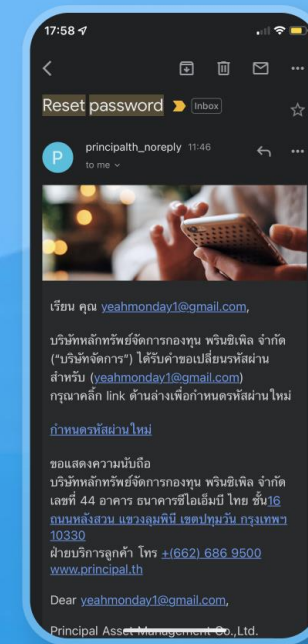 17:58
Reset password Inbox
principalth_noreply 11:46
to me
P
เรียน คุณ yeahmonday1@gmail.com,
บริษัทหลักทรัพย์จัดการกองทุน พรินซิเพิล จำกัด
("บริษัทจัดการ") ได้รับคำขอเปลี่ยนรหัสผ่าน
สำหรับ (yeahmonday1@gmail.com)
กรุณาคลิ้ก link ด้านล่างเพื่อกำหนดรหัสผ่านใหม่
กำหนดรหัสผ่านใหม่
ขอแสดงความนับถือ
บริษัทหลักทรัพย์จัดการกองทุน พรินซิเพิล จำกัด
เลขที่ 44 อาคาร ธนาคารซีไอเอ็มบี ไทย ชั้น16
ถนนหลังสวน แขวงลุมพินี เขตปทุมวัน กรุงเทพฯ
10330
ฝ่ายบริการลูกค้า โทร +(662) 686 9500
www.principal.th
Dear yeahmonday1@gmail.com,
Principal Asset Management Co.,Ltd.